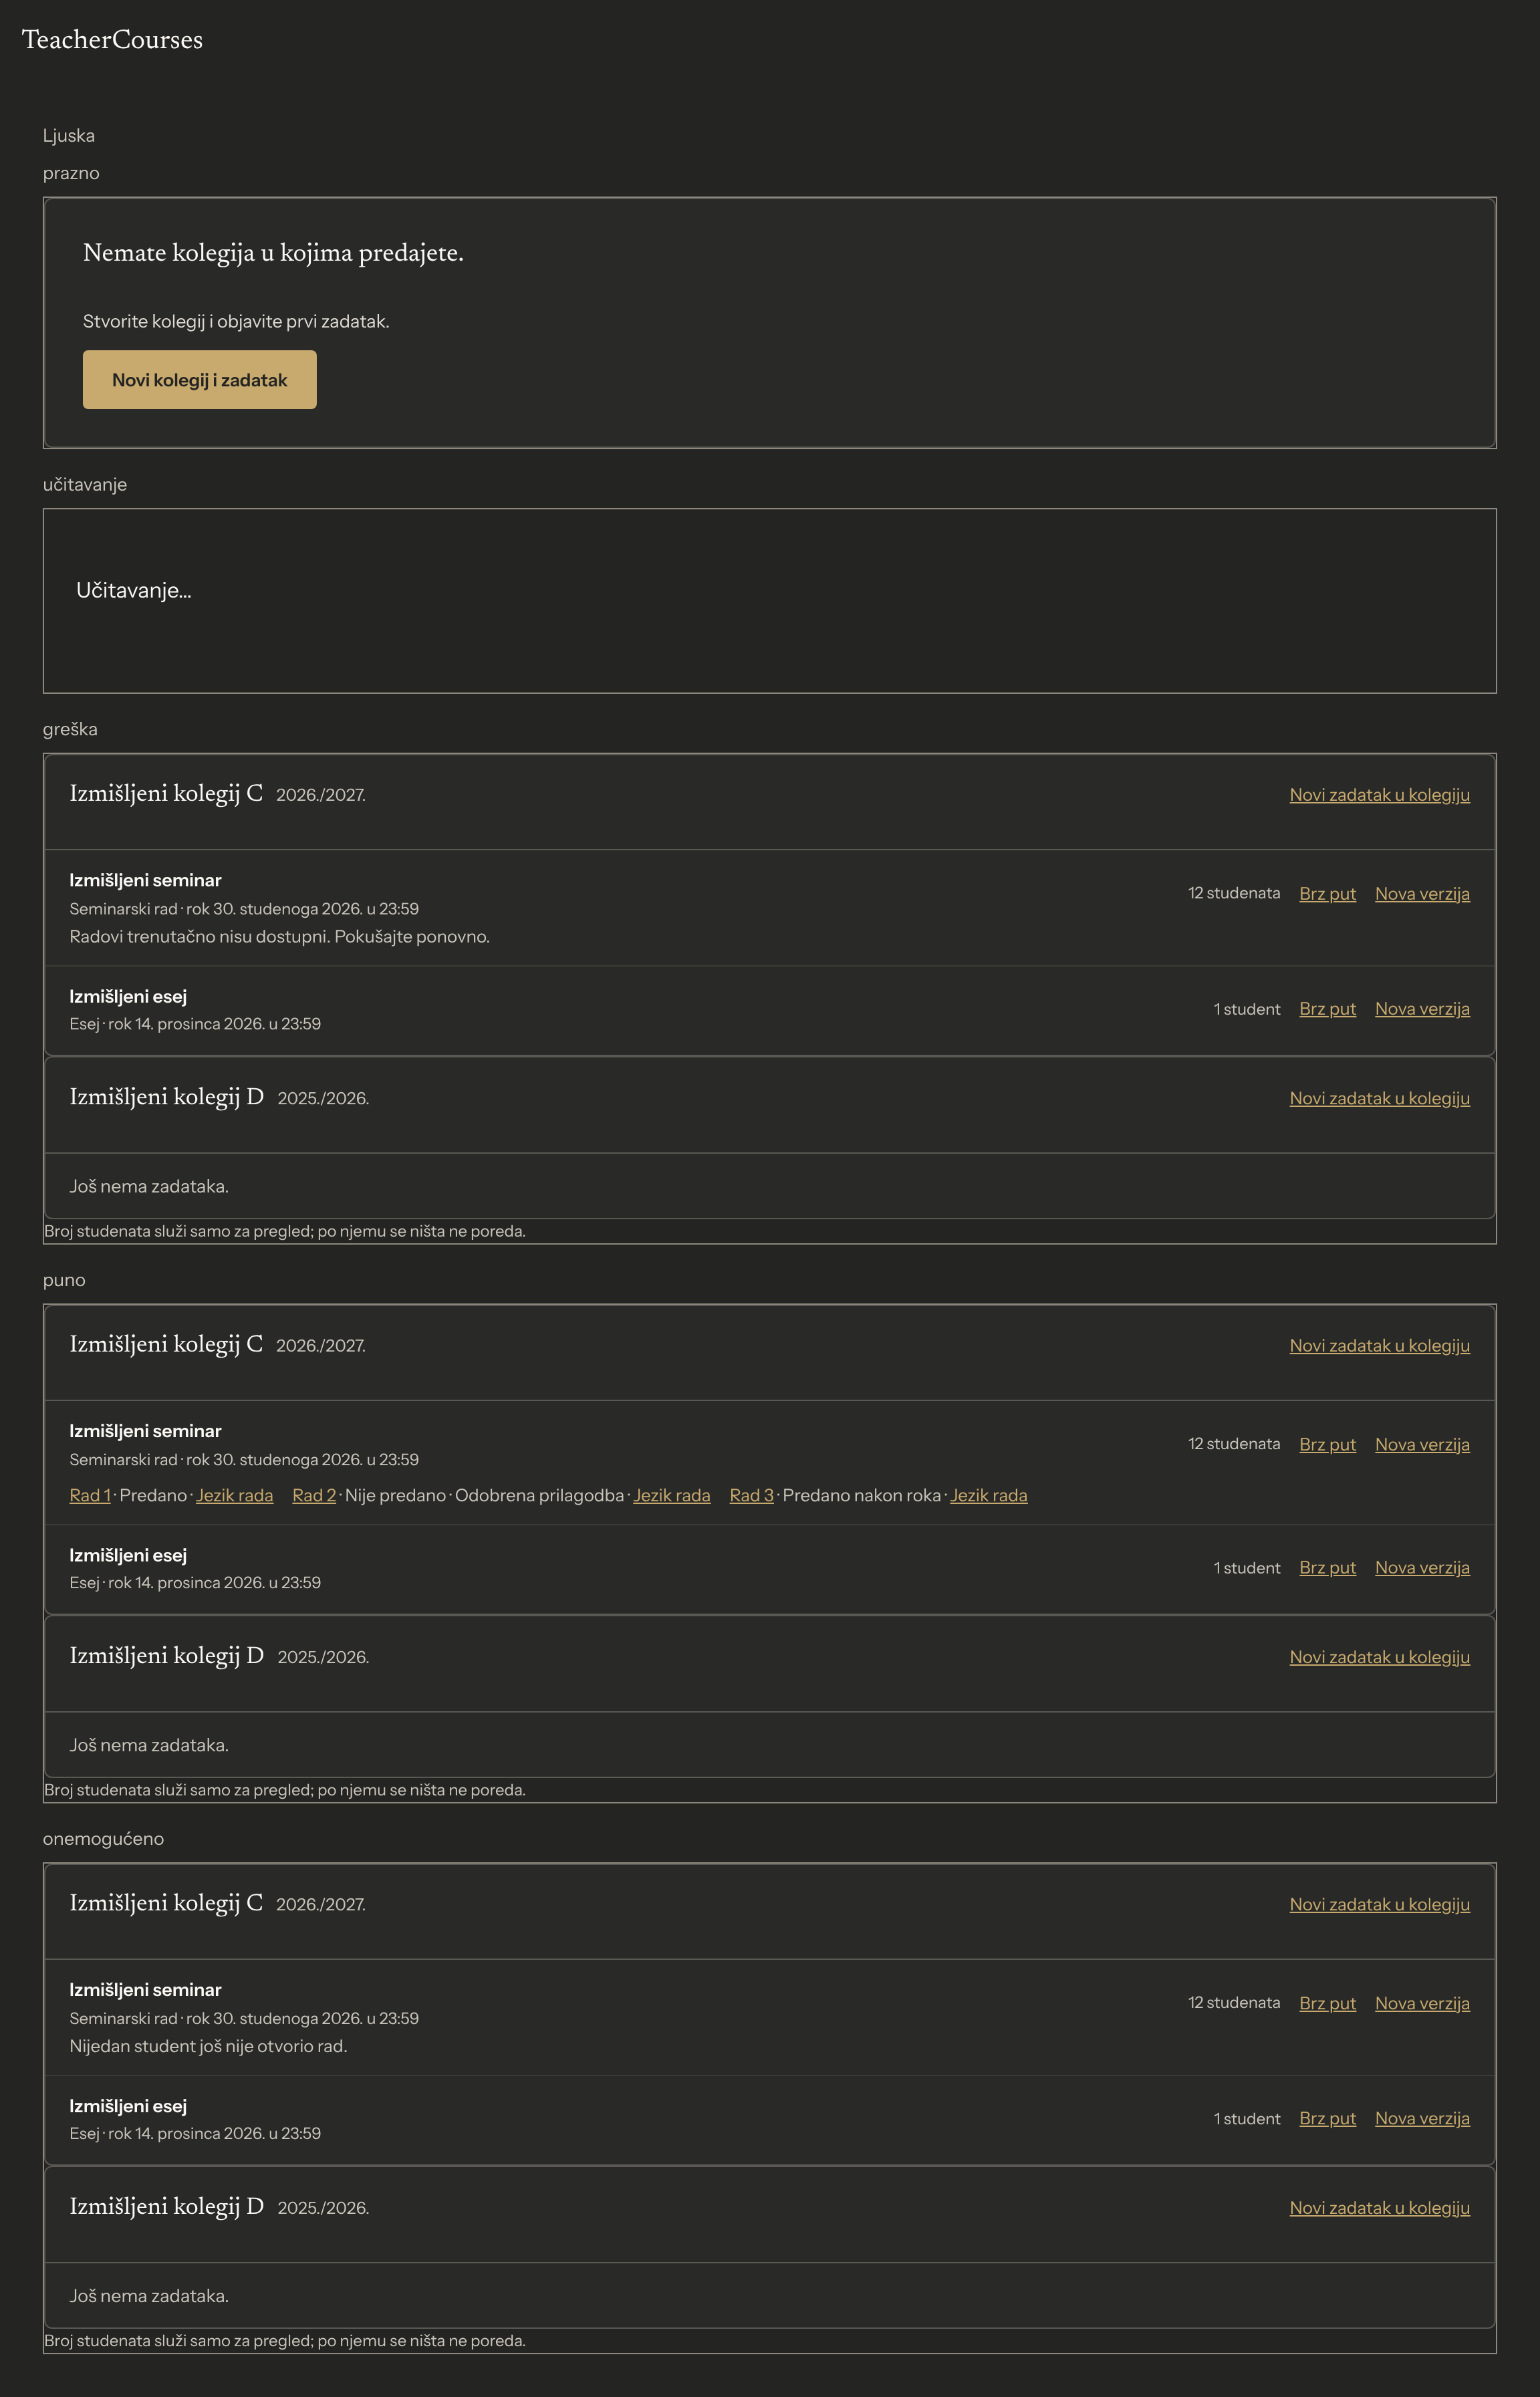 TeacherCourses
Ljuska
prazno
Nemate kolegija u kojima predajete.
Stvorite kolegij i objavite prvi zadatak.
Novi kolegij i zadatak
učitavanje
Učitavanje…
greška
Izmišljeni kolegij C 2026./2027. Novi zadatak u kolegiju
Izmišljeni seminar
Seminarski rad · rok 30. studenoga 2026. u 23:59
12 studenata Brz put Nova verzija
Radovi trenutačno nisu dostupni. Pokušajte ponovno.
Izmišljeni esej
Esej · rok 14. prosinca 2026. u 23:59
1 student Brz put Nova verzija
Izmišljeni kolegij D 2025./2026. Novi zadatak u kolegiju
Još nema zadataka.
Broj studenata služi samo za pregled; po njemu se ništa ne poreda.
puno
Izmišljeni kolegij C 2026./2027. Novi zadatak u kolegiju
Izmišljeni seminar
Seminarski rad · rok 30. studenoga 2026. u 23:59
12 studenata Brz put Nova verzija
Rad 1 · Predano · Jezik rada Rad 2 · Nije predano · Odobrena prilagodba · Jezik rada Rad 3 · Predano nakon roka · Jezik rada
Izmišljeni esej
Esej · rok 14. prosinca 2026. u 23:59
1 student Brz put Nova verzija
Izmišljeni kolegij D 2025./2026. Novi zadatak u kolegiju
Još nema zadataka.
Broj studenata služi samo za pregled; po njemu se ništa ne poreda.
onemogućeno
Izmišljeni kolegij C 2026./2027. Novi zadatak u kolegiju
Izmišljeni seminar
Seminarski rad · rok 30. studenoga 2026. u 23:59
12 studenata Brz put Nova verzija
Nijedan student još nije otvorio rad.
Izmišljeni esej
Esej · rok 14. prosinca 2026. u 23:59
1 student Brz put Nova verzija
Izmišljeni kolegij D 2025./2026. Novi zadatak u kolegiju
Još nema zadataka.
Broj studenata služi samo za pregled; po njemu se ništa ne poreda.